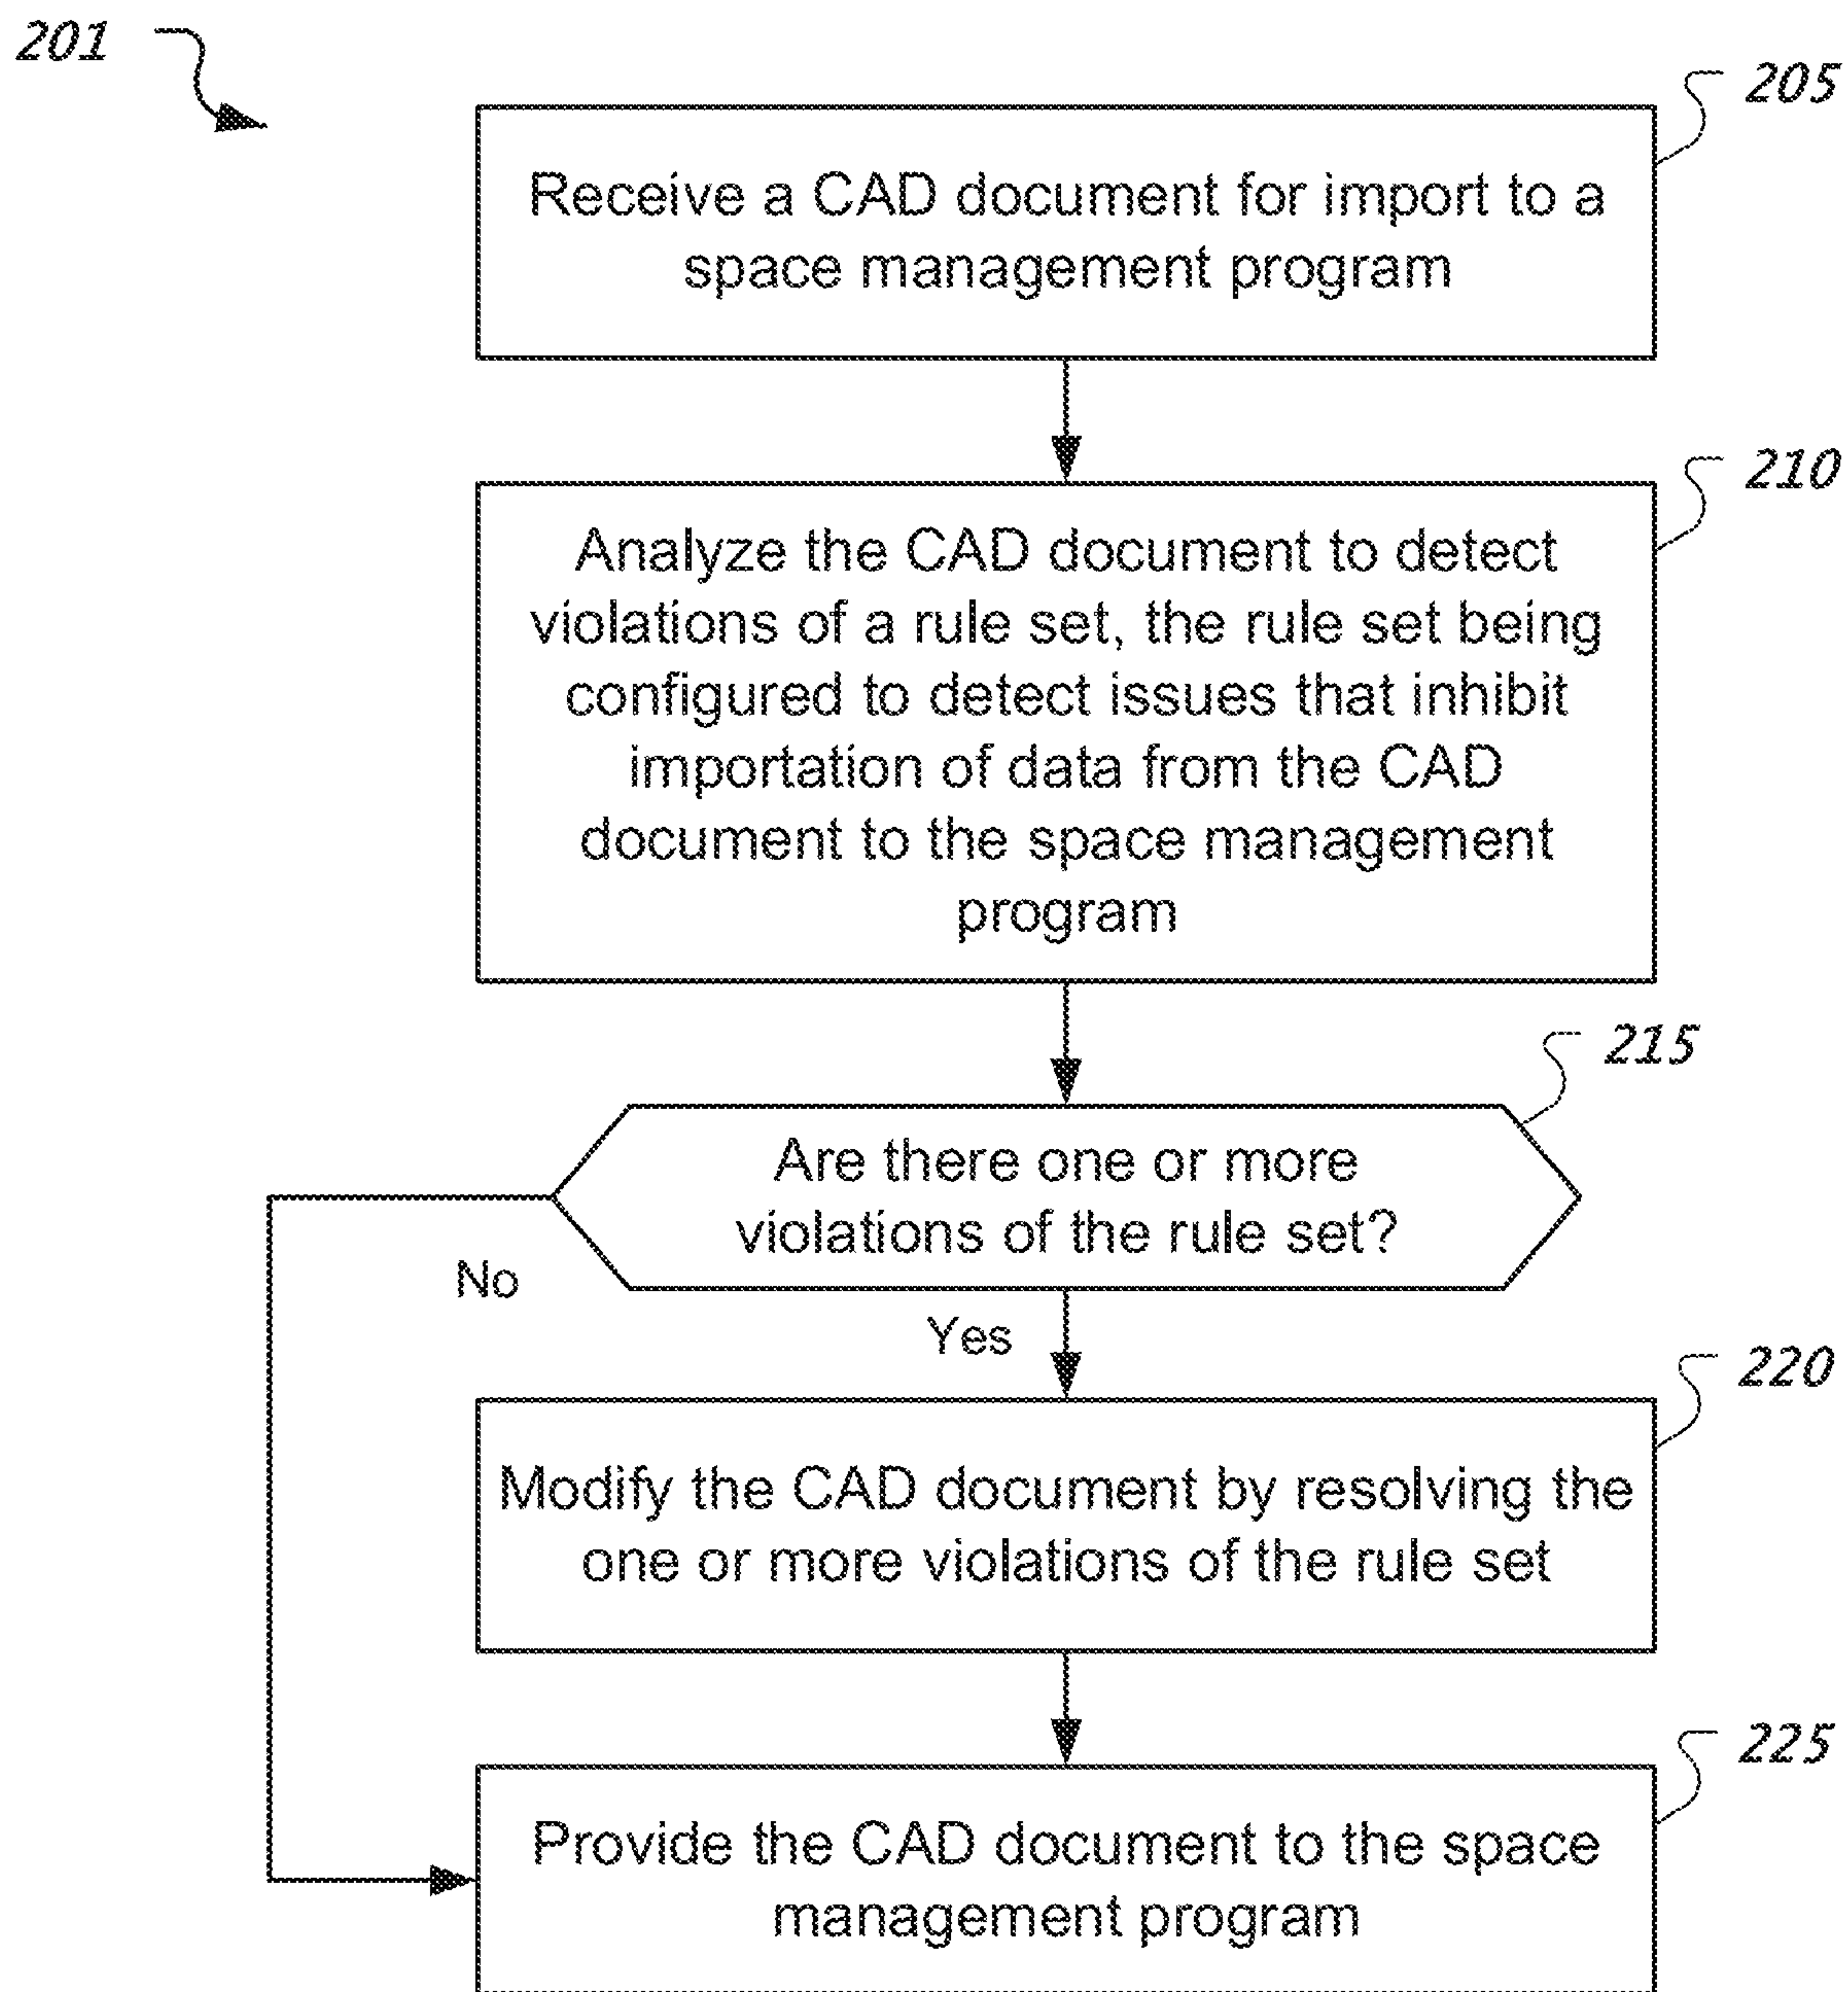 201
205
Receive a CAD document for import to a
space management program
210
Analyze the CAD document to detect
violations of a rule set, the rule set being
configured to detect issues that inhibit
importation of data from the CAD
document to the space management
program
215
Are there one or more
violations of the rule set?
No
Yes
220
Modify the CAD document by resolving the
one or more violations of the rule set
225
Provide the CAD document to the space
management program